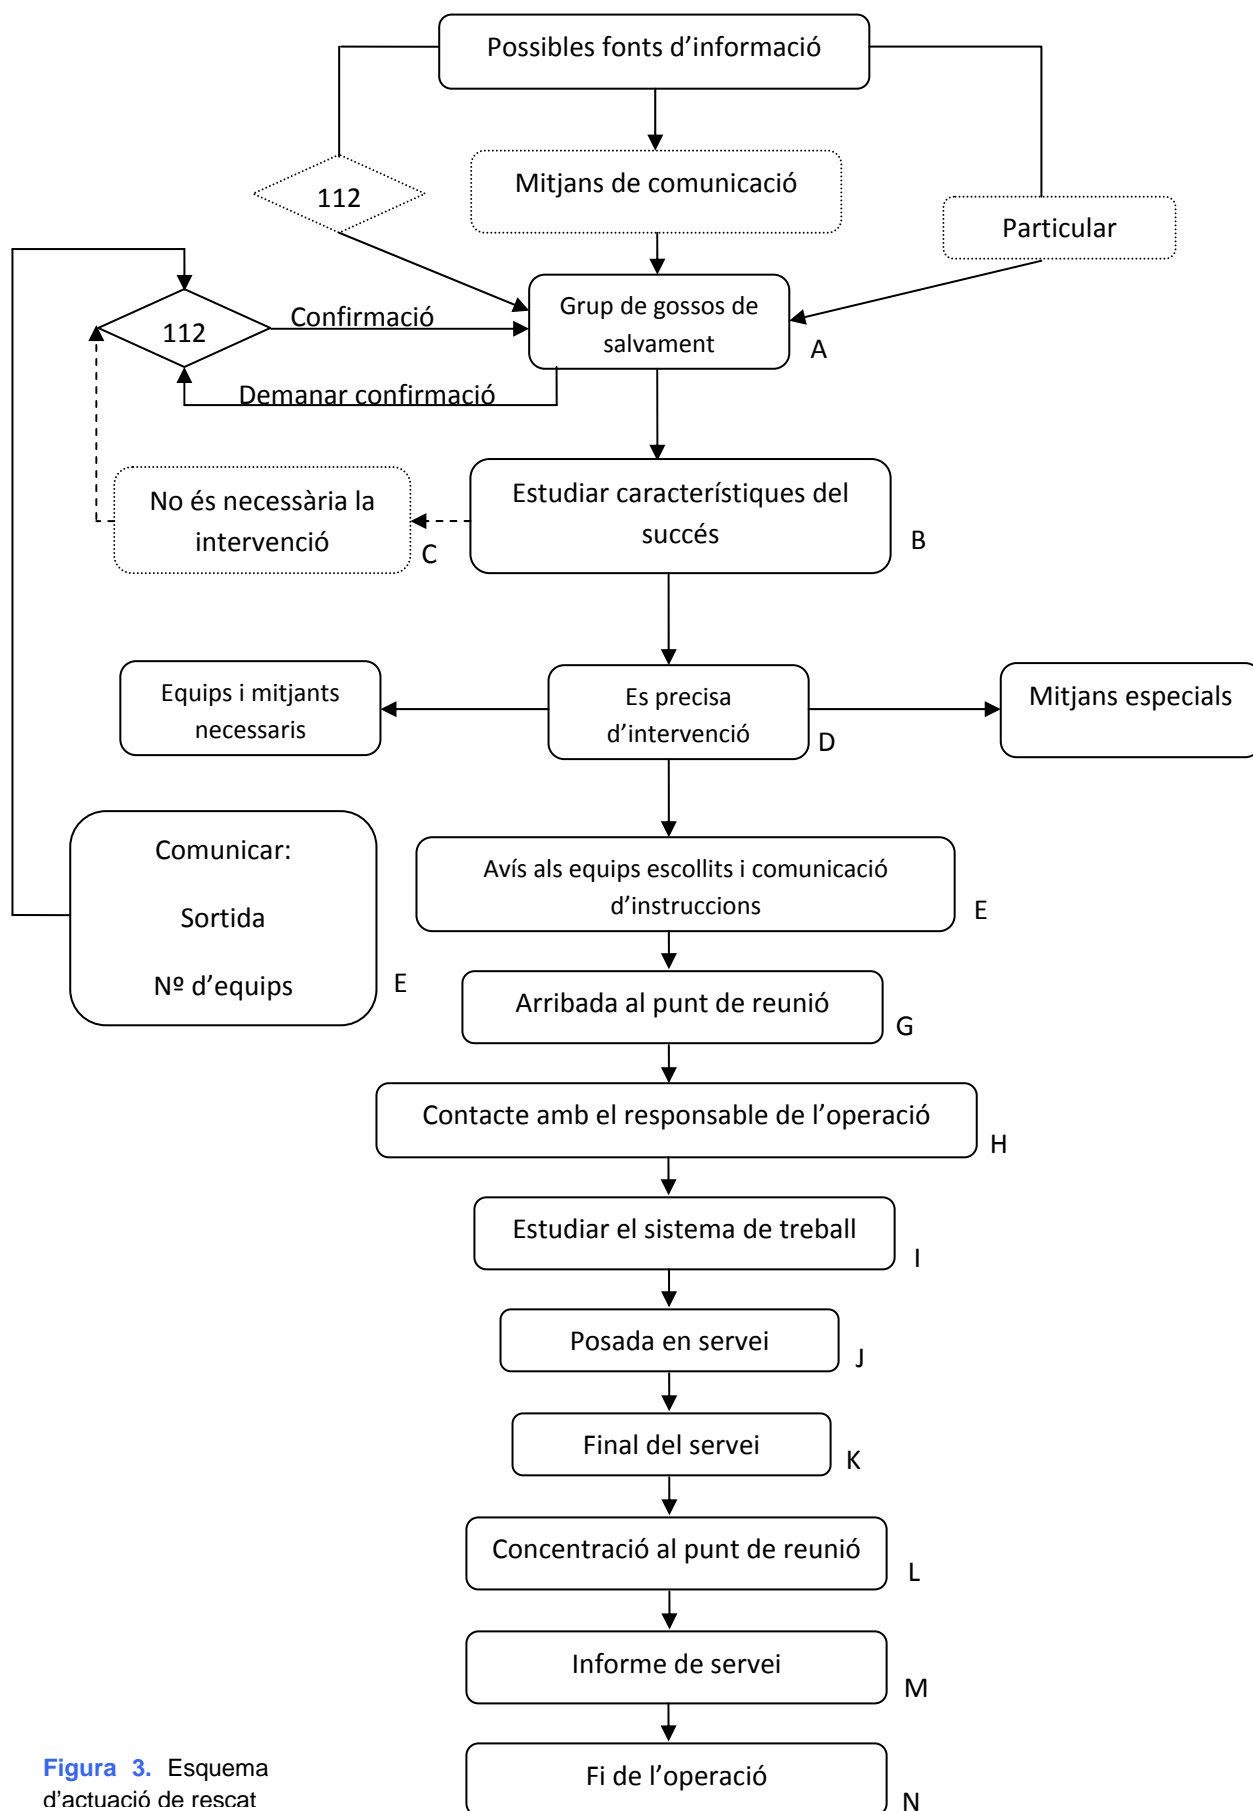 Possibles fonts d’informació
112
Mitjans de comunicació
Particular
Grup de gossos de
salvament
A
112
Confirmació
Demanar confirmació
Estudiar característiques del
succés
B
No és necessària la
intervenció
C
Equips i mitjants
necessaris
Es precisa
d’intervenció
D
Mitjans especials
Comunicar:
Sortida
Nº d’equips
E
Avís als equips escollits i comunicació
d’instruccions
E
Arribada al punt de reunió
G
Contacte amb el responsable de l’operació
H
Estudiar el sistema de treball
I
Posada en servei
J
Final del servei
K
Concentració al punt de reunió
L
Informe de servei
M
Fi de l’operació
N
Figura 3. Esquema
d’actuació de rescat